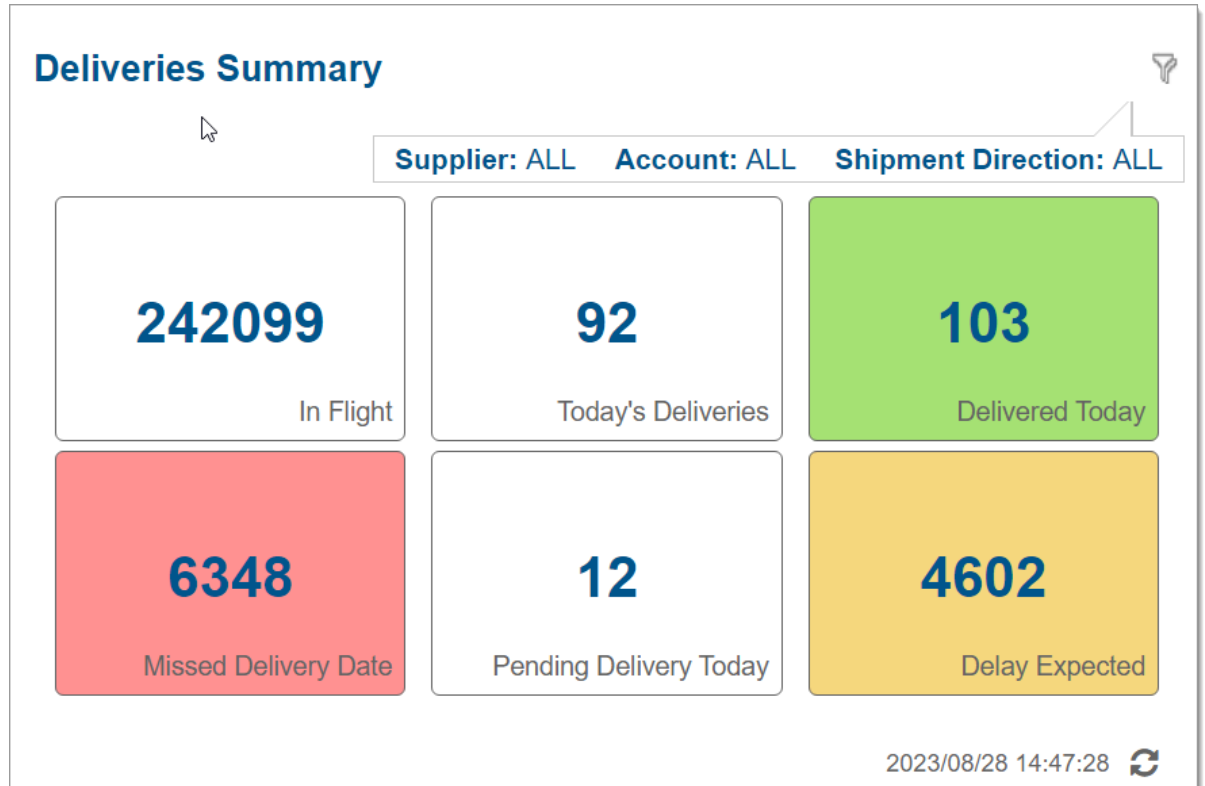 Deliveries Summary
Supplier: ALL Account: ALL Shipment Direction: ALL
242099
In Flight
92
Today's Deliveries
103
Delivered Today
6348
Missed Delivery Date
12
Pending Delivery Today
4602
Delay Expected
2023/08/28 14:47:28